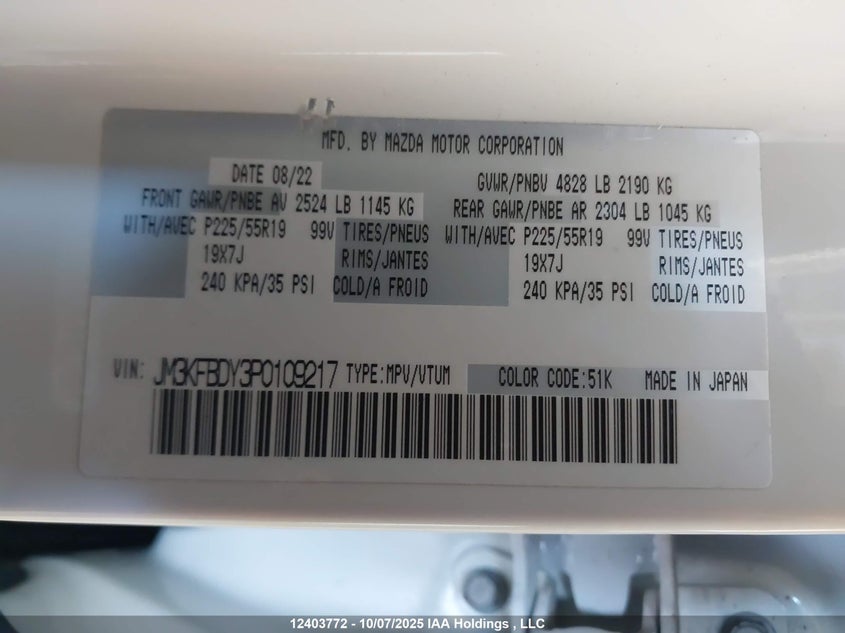 MFD. BY MAZDA MOTOR CORPORATION
DATE 08/22 GVWR/PNBV 4828 LB 2190 KG
FRONT GAWR/PNBE AV 2524 LB 1145 KG REAR GAWR/PNBE AR 2304 LB 1045 KG
WITH/AVEC P225/55R19 99V TIRES/PNEUS WITH/AVEC P225/55R19 99V TIRES/PNEUS
19X7J RIMS/JANTES 19X7J RIMS/JANTES
240 KPA/35 PSI COLD/A FROID 240 KPA/35 PSI COLD/A FROID
VIN: JM3KFBDY3P0109217 TYPE:MPV/VTUM COLOR CODE:51K MADE IN JAPAN
12403772 - 10/07/2025 IAA Holdings , LLC